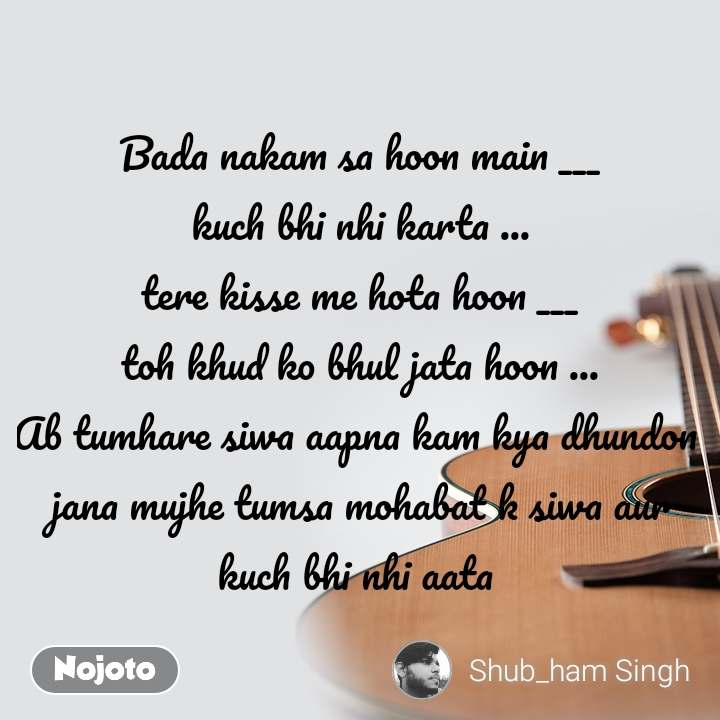 Bada nakam sa hoon main ___
kuch bhi nhi karta ...
tere kisse me hota hoon ___
toh khud ko bhul jata hoon ...
Ab tumhare siwa aapna kam kya dhundon
jana mujhe tumsa mohabat k siwa aur
kuch bhi nhi aata
Nojoto
Shub_ham Singh